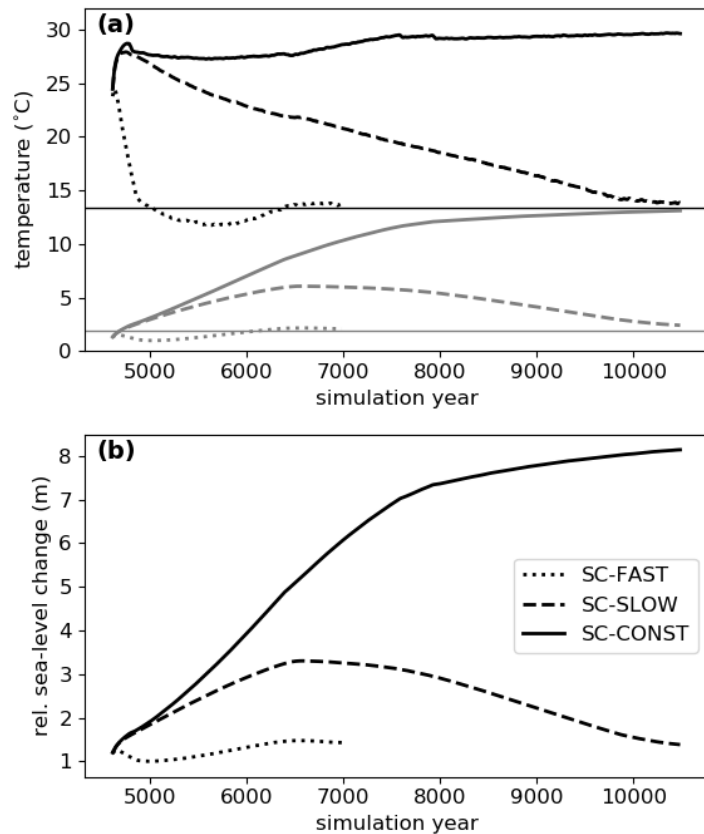 (a)
temperature (°C)
30
25
20
15
10
5
0
5000 6000 7000 8000 9000 10000
simulation year
(b)
rel. sea-level change (m)
8
7
6
5
4
3
2
1
SC-FAST
SC-SLOW
SC-CONST
5000 6000 7000 8000 9000 10000
simulation year